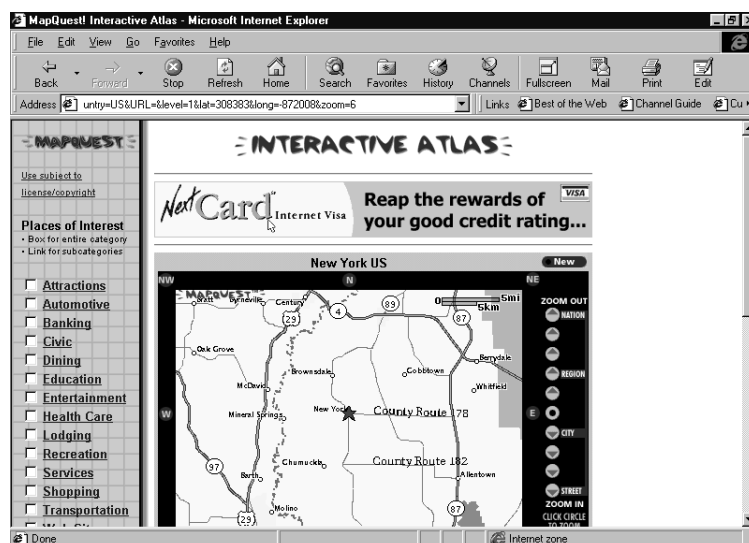 MapQuest! Interactive Atlas - Microsoft Internet Explorer
File Edit View Go Favorites Help
Back Forward Stop Refresh Home Search Favorites History Channels Fullscreen Mail Print Edit
Address untry=US&URL=&level=1&lat=308383&long=-872008&zoom=6 Links Best of the Web Channel Guide Cu
MAPQUEST
Use subject to
license/copyright
Places of Interest
• Box for entire category
• Link for subcategories
Attractions
Automotive
Banking
Civic
Dining
Education
Entertainment
Health Care
Lodging
Recreation
Services
Shopping
Transportation
INTERACTIVE ATLAS
Next Card Internet Visa
Reap the rewards of
your good credit rating...
VISA
New York US
New
NW N NE
MAPQUEST
Bratt Byrneville Century
0 5mi
5km
29 4 89 87
Oak Grove
Berrydale
Brownsdale
Cobbtown
McDavid
Whitfield
Mineral Springs
New York
County Route 178
W E
97
Barth
Chumuckla
County Route 182
Allentown
Molino
29 87
ZOOM OUT
NATION
REGION
CITY
STREET
ZOOM IN
CLICK CIRCLE
TO ZOOM
Done
Internet zone